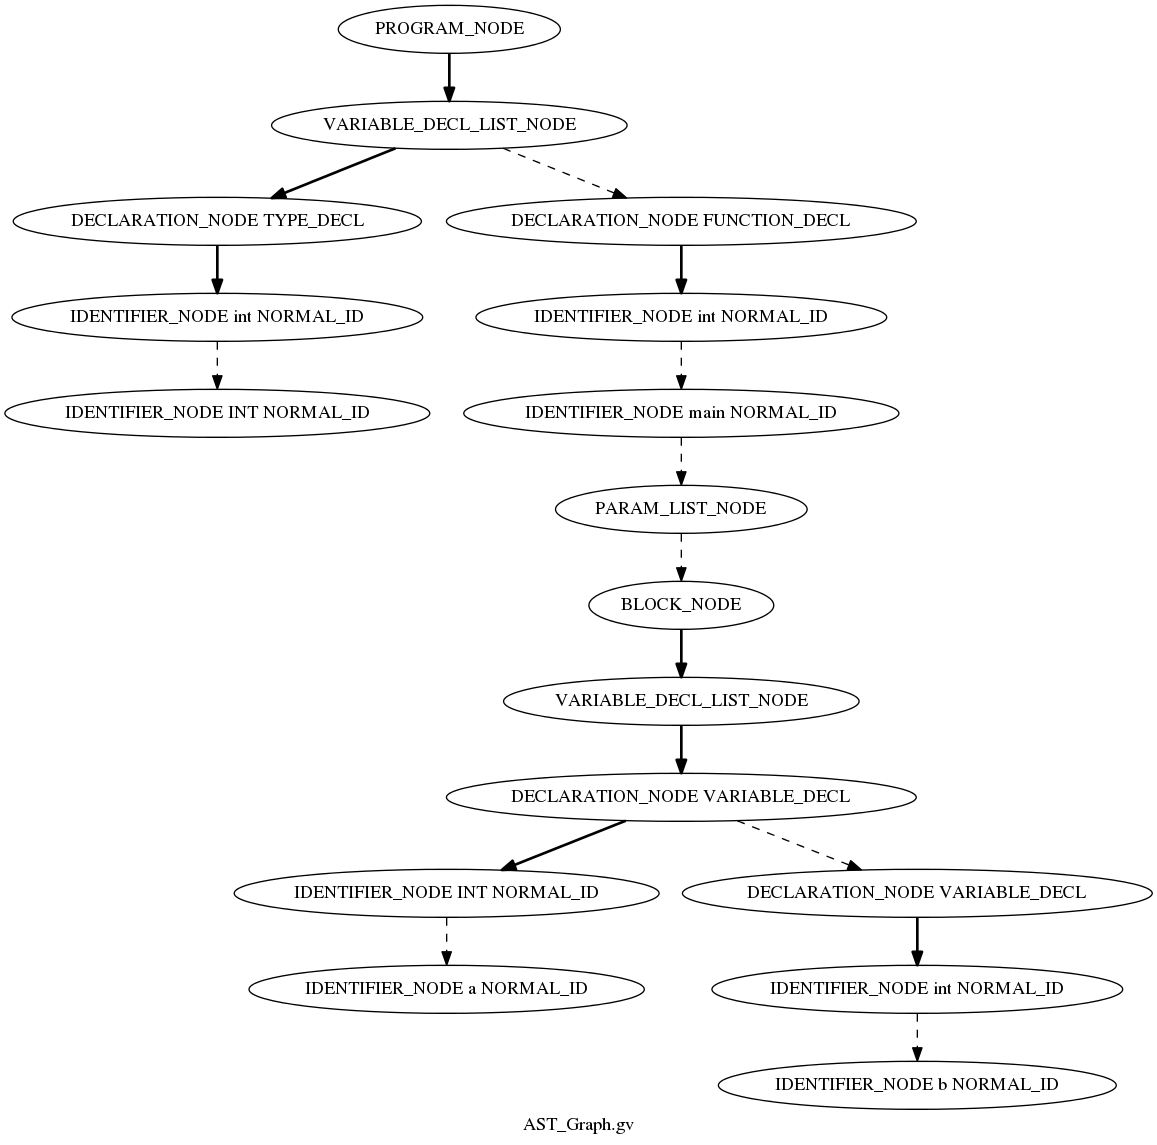 PROGRAM_NODE
VARIABLE_DECL_LIST_NODE
DECLARATION_NODE TYPE_DECL
DECLARATION_NODE FUNCTION_DECL
IDENTIFIER_NODE int NORMAL_ID
IDENTIFIER_NODE int NORMAL_ID
IDENTIFIER_NODE INT NORMAL_ID
IDENTIFIER_NODE main NORMAL_ID
PARAM_LIST_NODE
BLOCK_NODE
VARIABLE_DECL_LIST_NODE
DECLARATION_NODE VARIABLE_DECL
IDENTIFIER_NODE INT NORMAL_ID
DECLARATION_NODE VARIABLE_DECL
IDENTIFIER_NODE a NORMAL_ID
IDENTIFIER_NODE int NORMAL_ID
IDENTIFIER_NODE b NORMAL_ID
AST_Graph.gv